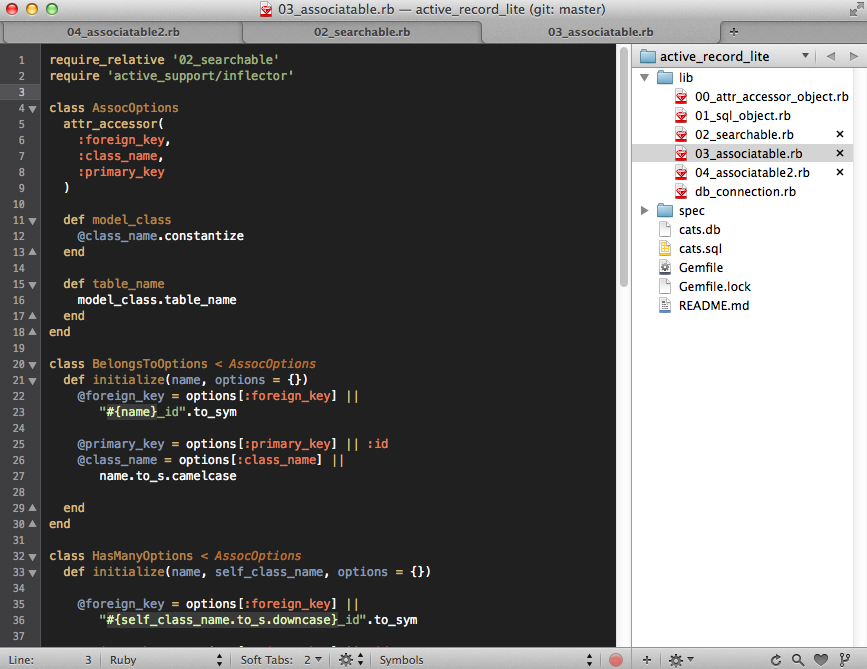 03_associatable.rb — active_record_lite (git: master)
04_associatable2.rb
02_searchable.rb
03_associatable.rb
1 require_relative '02_searchable'
2 require 'active_support/inflector'
3
4 class AssocOptions
5 attr_accessor(
6 :foreign_key,
7 :class_name,
8 :primary_key
9 )
10
11 def model_class
12 @class_name.constantize
13 end
14
15 def table_name
16 model_class.table_name
17 end
18 end
19
20 class BelongsToOptions < AssocOptions
21 def initialize(name, options = {})
22 @foreign_key = options[:foreign_key] ||
23 "#{name}_id".to_sym
24
25 @primary_key = options[:primary_key] || :id
26 @class_name = options[:class_name] ||
27 name.to_s.camelcase
28
29 end
30 end
31
32 class HasManyOptions < AssocOptions
33 def initialize(name, self_class_name, options = {})
34
35 @foreign_key = options[:foreign_key] ||
36 "#{self_class_name.to_s.downcase}_id".to_sym
37
active_record_lite
lib
00_attr_accessor_object.rb
01_sql_object.rb
02_searchable.rb
03_associatable.rb
04_associatable2.rb
db_connection.rb
spec
cats.db
cats.sql
Gemfile
Gemfile.lock
README.md
Line: 3
Ruby
Soft Tabs: 2
Symbols